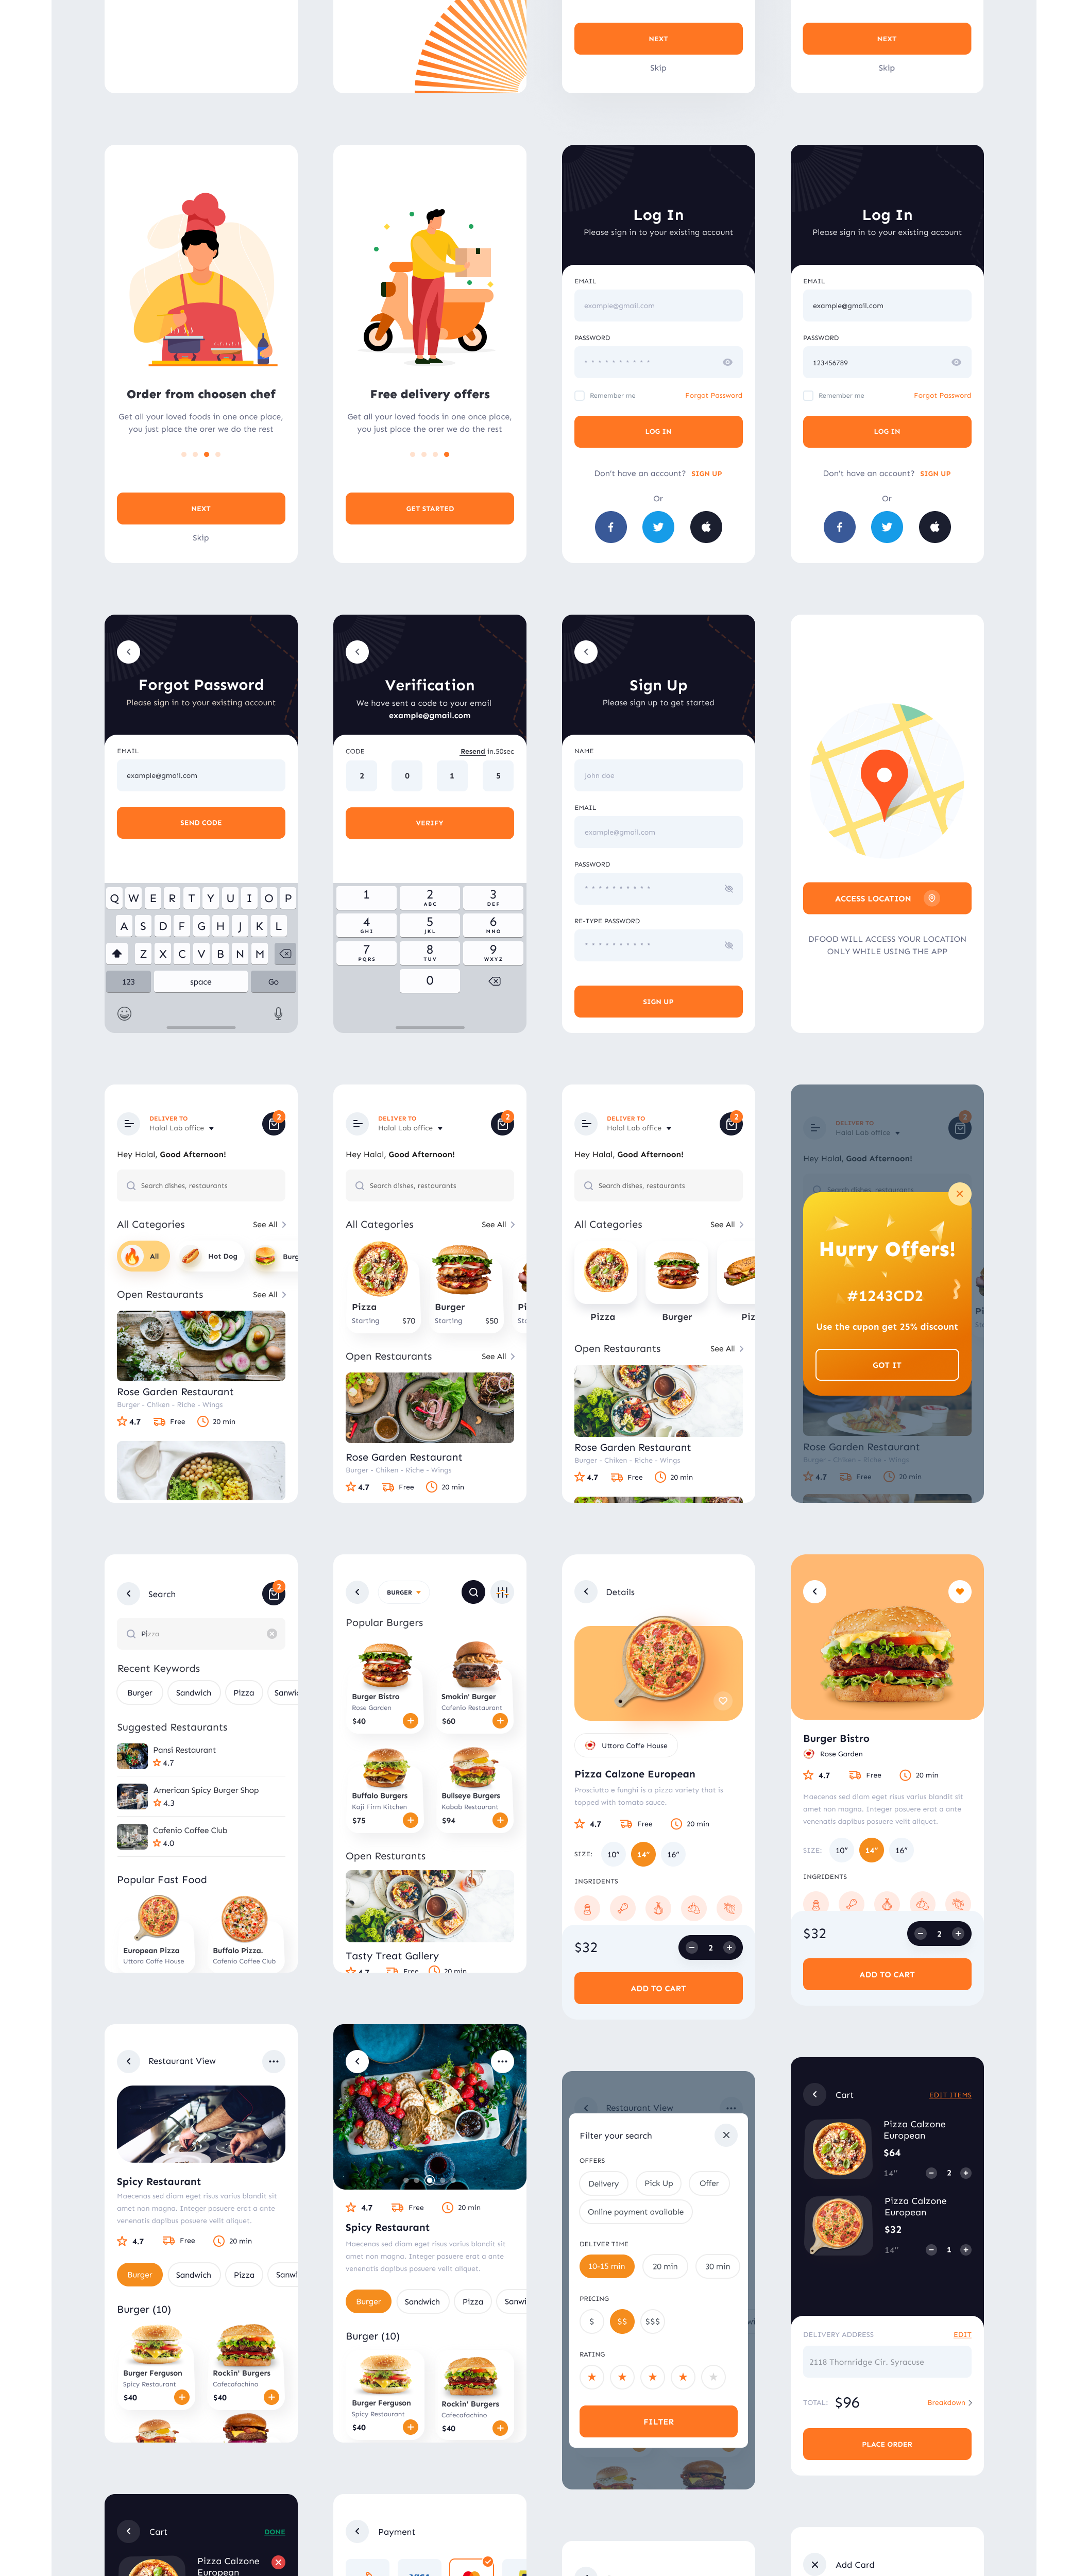 NEXT
Skip
NEXT
Skip
Order from choosen chef
Get all your loved foods in one once place,
you just place the orer we do the rest
NEXT
Skip
Free delivery offers
Get all your loved foods in one once place,
you just place the orer we do the rest
GET STARTED
Log In
Please sign in to your existing account
EMAIL
example@gmail.com
PASSWORD
Remember me Forgot Password
LOG IN
Don't have an account? SIGN UP
Or
Log In
Please sign in to your existing account
EMAIL
example@gmail.com
PASSWORD
123456789
Remember me Forgot Password
LOG IN
Don't have an account? SIGN UP
Or
Forgot Password
Please sign in to your existing account
EMAIL
example@gmail.com
SEND CODE
Q W E R T Y U I O P
A S D F G H J K L
Z X C V B N M
123 space Go
Verification
We have sent a code to your email
example@gmail.com
CODE Resend in.50sec
2 0 1 5
VERIFY
1 2 3
ABC DEF
4 5 6
GHI JKL MNO
7 8 9
PQRS TUV WXYZ
0
Sign Up
Please sign up to get started
NAME
john doe
EMAIL
example@gmail.com
PASSWORD
RE-TYPE PASSWORD
SIGN UP
ACCESS LOCATION
DFOOD WILL ACCESS YOUR LOCATION
ONLY WHILE USING THE APP
DELIVER TO 2
Halal Lab office
Hey Halal, Good Afternoon!
Search dishes, restaurants
All Categories See All
All Hot Dog Burg
Open Restaurants See All
Rose Garden Restaurant
Burger - Chiken - Riche - Wings
4.7 Free 20 min
DELIVER TO 2
Halal Lab office
Hey Halal, Good Afternoon!
Search dishes, restaurants
All Categories See All
Pizza Burger Pi
Starting $70 Starting $50 Sta
Open Restaurants See All
Rose Garden Restaurant
Burger - Chiken - Riche - Wings
4.7 Free 20 min
DELIVER TO 2
Halal Lab office
Hey Halal, Good Afternoon!
Search dishes, restaurants
All Categories See All
Pizza Burger Piz
Open Restaurants See All
Rose Garden Restaurant
Burger - Chiken - Riche - Wings
4.7 Free 20 min
DELIVER TO 2
Halal Lab office
Hey Halal, Good Afternoon!
Search dishes, restaurants
Hurry Offers!
#1243CD2
Use the cupon get 25% discount
GOT IT
Rose Garden Restaurant
Burger - Chiken - Riche - Wings
4.7 Free 20 min
Search 2
Pizza
Recent Keywords
Burger Sandwich Pizza Sanwi
Suggested Restaurants
Pansi Restaurant
4.7
American Spicy Burger Shop
4.3
Cafenio Coffee Club
4.0
Popular Fast Food
European Pizza Buffalo Pizza.
Uttora Coffe House Cafenio Coffee Club
BURGER
Popular Burgers
Burger Bistro Smokin' Burger
Rose Garden Cafenio Restaurant
$40 $60
Buffalo Burgers Bullseye Burgers
Kaji Firm Kitchen Kabab Restaurant
$75 $94
Open Resturants
Tasty Treat Gallery
4.7 Free 20 min
Details
Uttora Coffe House
Pizza Calzone European
Prosciutto e funghi is a pizza variety that is
topped with tomato sauce.
4.7 Free 20 min
SIZE: 10" 14" 16"
INGRIDENTS
$32 2
ADD TO CART
Burger Bistro
Rose Garden
4.7 Free 20 min
Maecenas sed diam eget risus varius blandit sit
amet non magna. Integer posuere erat a ante
venenatis dapibus posuere velit aliquet.
SIZE: 10" 14" 16"
INGRIDENTS
$32 2
ADD TO CART
Restaurant View
Spicy Restaurant
Maecenas sed diam eget risus varius blandit sit
amet non magna. Integer posuere erat a ante
venenatis dapibus posuere velit aliquet.
4.7 Free 20 min
Burger Sandwich Pizza Sanwi
Burger (10)
Burger Ferguson Rockin' Burgers
Spicy Restaurant Cafecafachino
$40 $40
4.7 Free 20 min
Spicy Restaurant
Maecenas sed diam eget risus varius blandit sit
amet non magna. Integer posuere erat a ante
venenatis dapibus posuere velit aliquet.
Burger Sandwich Pizza Sanwi
Burger (10)
Burger Ferguson Rockin' Burgers
Spicy Restaurant Cafecafachino
$40 $40
Restaurant View
Filter your search
OFFERS
Delivery Pick Up Offer
Online payment available
DELIVER TIME
10-15 min 20 min 30 min
PRICING
$ $$ $$$
RATING
FILTER
Cart EDIT ITEMS
Pizza Calzone
European
$64
14" 2
Pizza Calzone
European
$32
14" 1
DELIVERY ADDRESS EDIT
2118 Thornridge Cir. Syracuse
TOTAL: $96 Breakdown
PLACE ORDER
Cart DONE
Pizza Calzone
European
Payment
Add Card